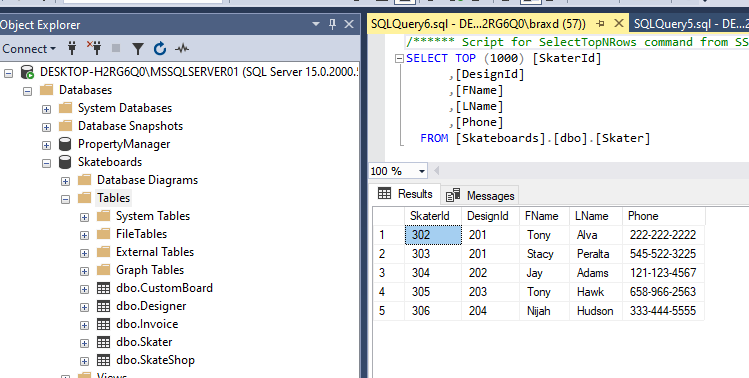 Object Explorer
Connect
DESKTOP-H2RG6Q0\MSSQLSERVER01 (SQL Server 15.0.2000.5
Databases
System Databases
Database Snapshots
PropertyManager
Skateboards
Database Diagrams
Tables
System Tables
FileTables
External Tables
Graph Tables
dbo.CustomBoard
dbo.Designer
dbo.Invoice
dbo.Skater
dbo.SkateShop
Views
SQLQuery6.sql - DE...2RG6Q0\braxd (57)) SQLQuery5.sql - DE...2
/****** Script for SelectTopNRows command from SS
SELECT TOP (1000) [SkaterId]
,[DesignId]
,[FName]
,[LName]
,[Phone]
FROM [Skateboards].[dbo].[Skater]
100 %
Results Messages
SkaterId DesignId FName LName Phone
1 302 201 Tony Alva 222-222-2222
2 303 201 Stacy Peralta 545-522-3225
3 304 202 Jay Adams 121-123-4567
4 305 203 Tony Hawk 658-966-2563
5 306 204 Nijah Hudson 333-444-5555